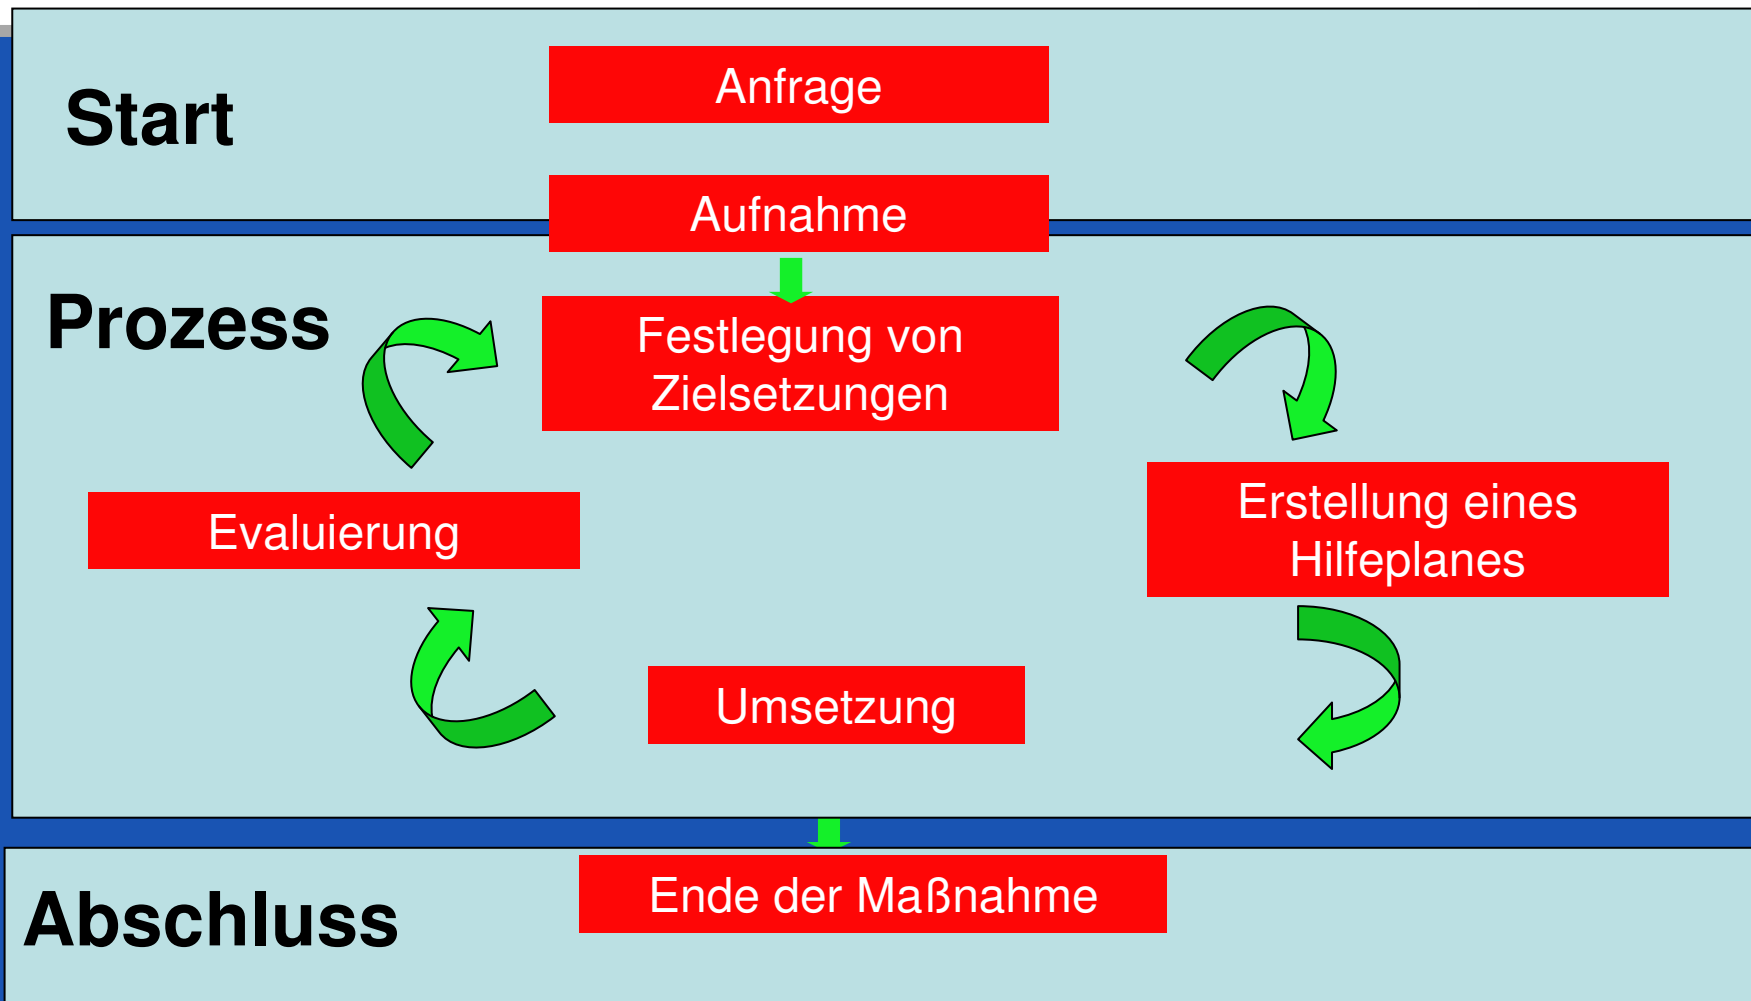 Start
Anfrage
Aufnahme
Prozess
Festlegung von
Zielsetzungen
Erstellung eines
Hilfeplanes
Evaluierung
Umsetzung
Abschluss
Ende der Maßnahme